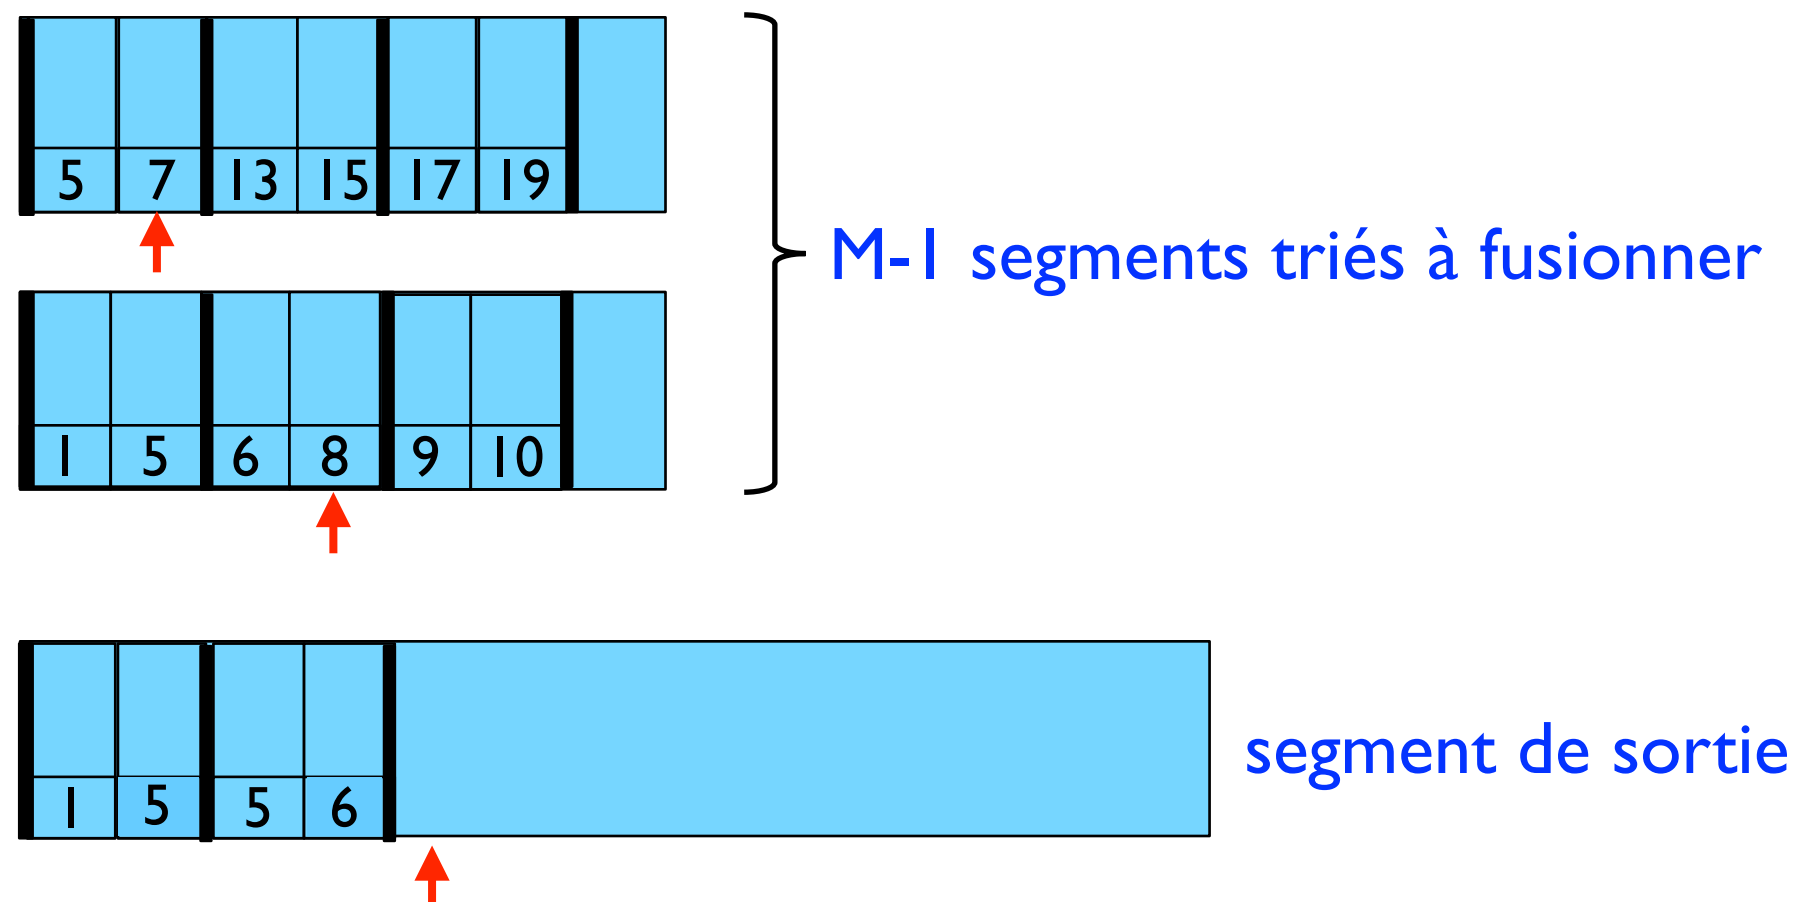 5 7 13 15 17 19
M-1 segments triés à fusionner
1 5 6 8 9 10
segment de sortie
1 5 5 6